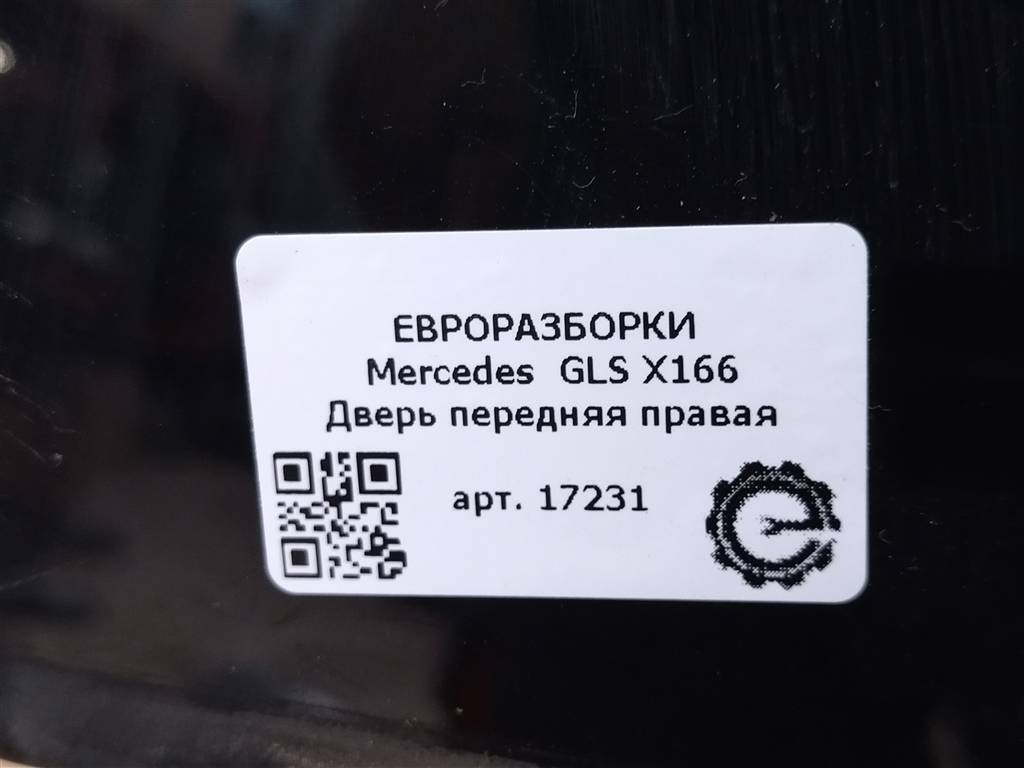 ЕВРОРАЗБОРКИ
Mercedes GLS X166
Дверь передняя правая
арт. 17231